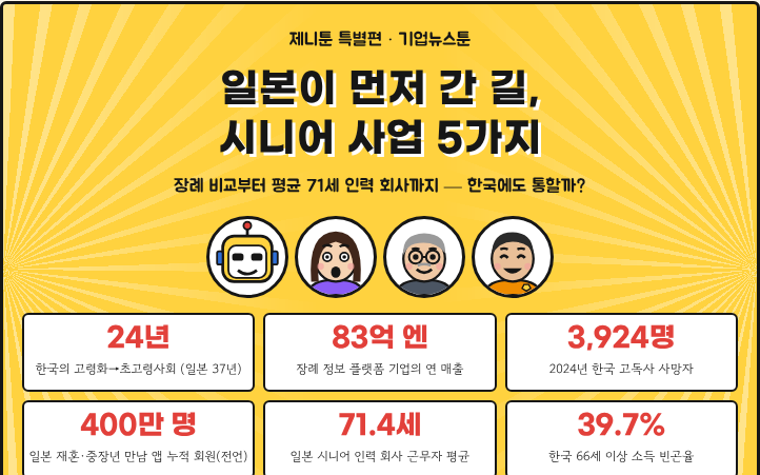 제니툰 특별편 · 기업뉴스툰
일본이 먼저 간 길,
시니어 사업 5가지
장례 비교부터 평균 71세 인력 회사까지 — 한국에도 통할까?
24년
한국의 고령화→초고령사회 (일본 37년)
83억 엔
장례 정보 플랫폼 기업의 연 매출
3,924명
2024년 한국 고독사 사망자
400만 명
일본 재혼·중장년 만남 앱 누적 회원(전언)
71.4세
일본 시니어 인력 회사 근무자 평균
39.7%
한국 66세 이상 소득 빈곤율